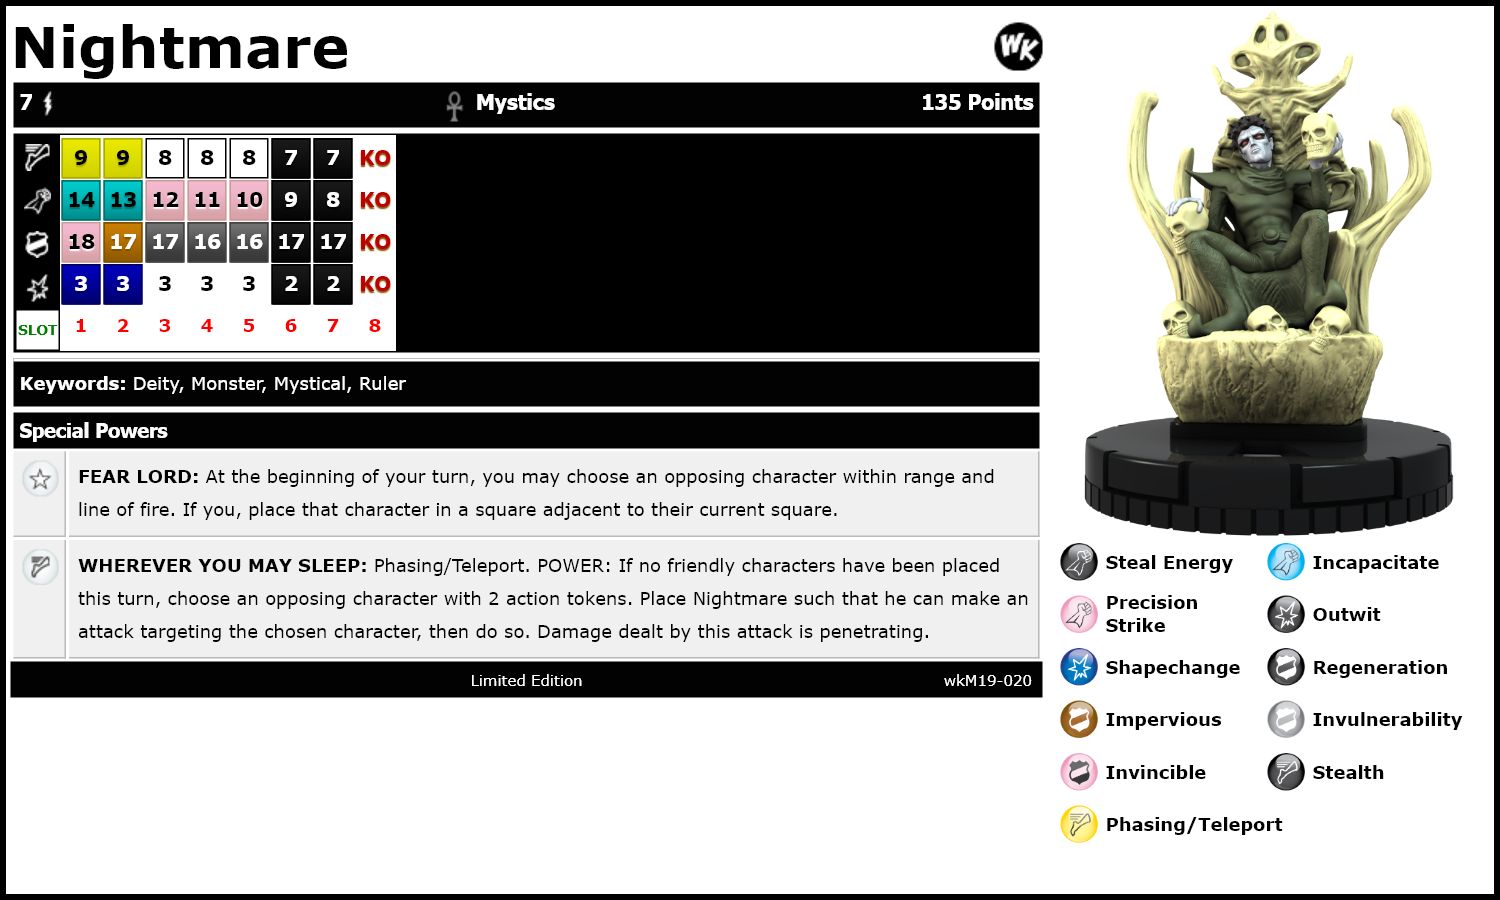 Nightmare
WK
7 Mystics 135 Points
9 9 8 8 8 7 7 KO
14 13 12 11 10 9 8 KO
18 17 17 16 16 17 17 KO
3 3 3 3 3 2 2 KO
SLOT 1 2 3 4 5 6 7 8
Keywords: Deity, Monster, Mystical, Ruler
Special Powers
FEAR LORD: At the beginning of your turn, you may choose an opposing character within range and
line of fire. If you, place that character in a square adjacent to their current square.
WHEREVER YOU MAY SLEEP: Phasing/Teleport. POWER: If no friendly characters have been placed
this turn, choose an opposing character with 2 action tokens. Place Nightmare such that he can make an
attack targeting the chosen character, then do so. Damage dealt by this attack is penetrating.
Limited Edition wkM19-020
Steal Energy Incapacitate
Precision
Strike Outwit
Shapechange Regeneration
Impervious Invulnerability
Invincible Stealth
Phasing/Teleport